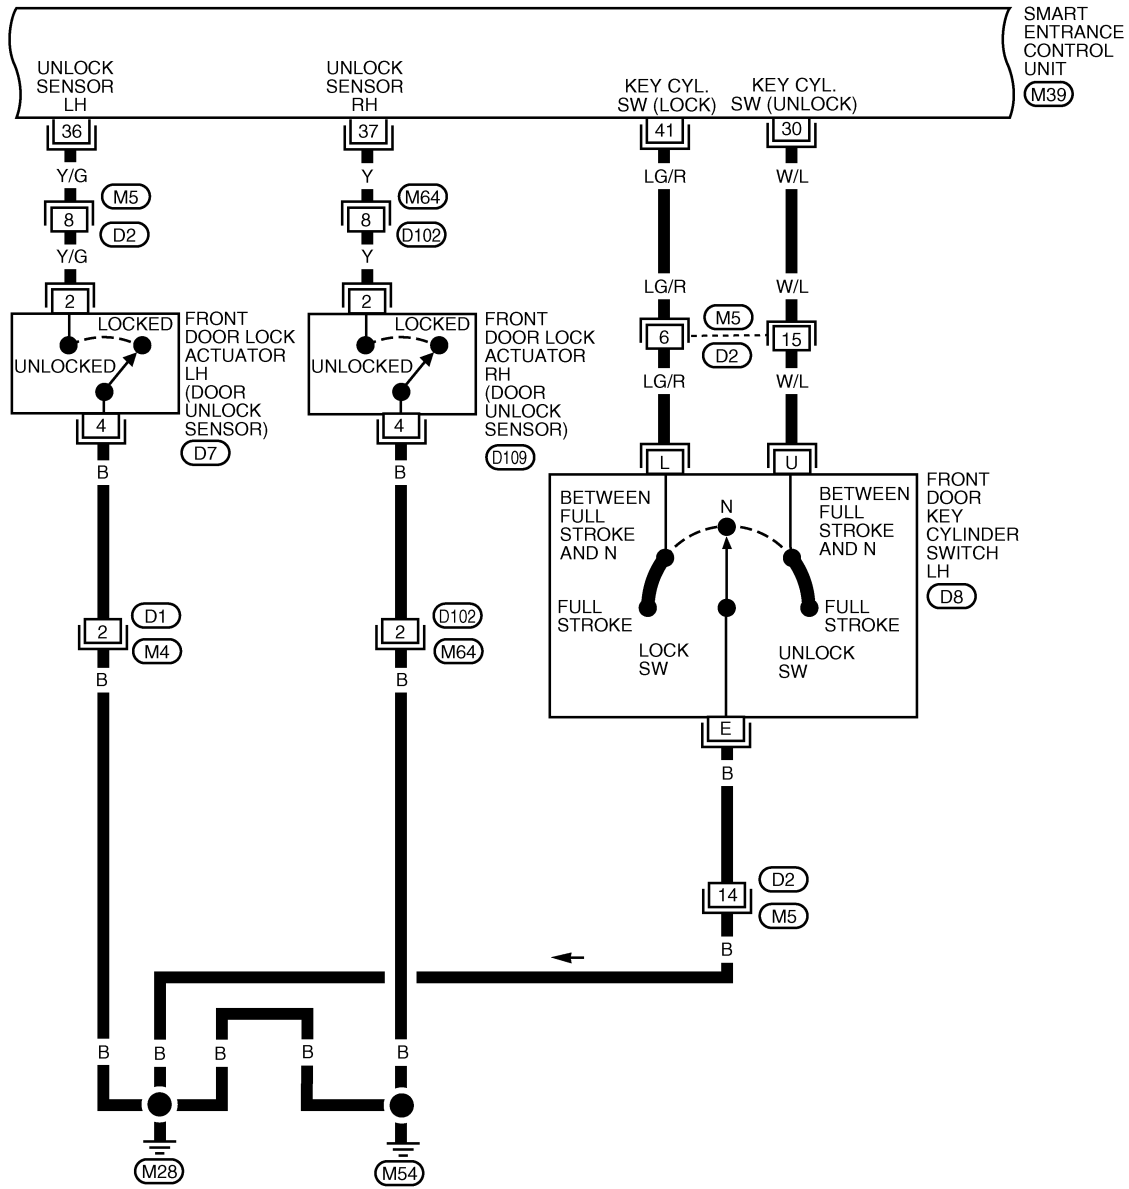 SMART
ENTRANCE
CONTROL
UNIT
M39
UNLOCK
SENSOR
LH
UNLOCK
SENSOR
RH
KEY CYL.
SW (LOCK)
KEY CYL.
SW (UNLOCK)
36
37
41
30
Y/G
Y
LG/R
W/L
8
M5
D2
8
M64
D102
Y/G
Y
LG/R
W/L
2
2
6
M5
D2
15
LOCKED
UNLOCKED
FRONT
DOOR LOCK
ACTUATOR
LH
(DOOR
UNLOCK
SENSOR)
D7
LOCKED
UNLOCKED
FRONT
DOOR LOCK
ACTUATOR
RH
(DOOR
UNLOCK
SENSOR)
D109
LG/R
W/L
4
4
B
B
L
U
BETWEEN
FULL
STROKE
AND N
N
BETWEEN
FULL
STROKE
AND N
FULL
STROKE
FULL
STROKE
LOCK
SW
UNLOCK
SW
FRONT
DOOR
KEY
CYLINDER
SWITCH
LH
D8
2
D1
M4
2
D102
M64
B
B
E
B
14
D2
M5
B
B
B
B
B
B
M28
M54